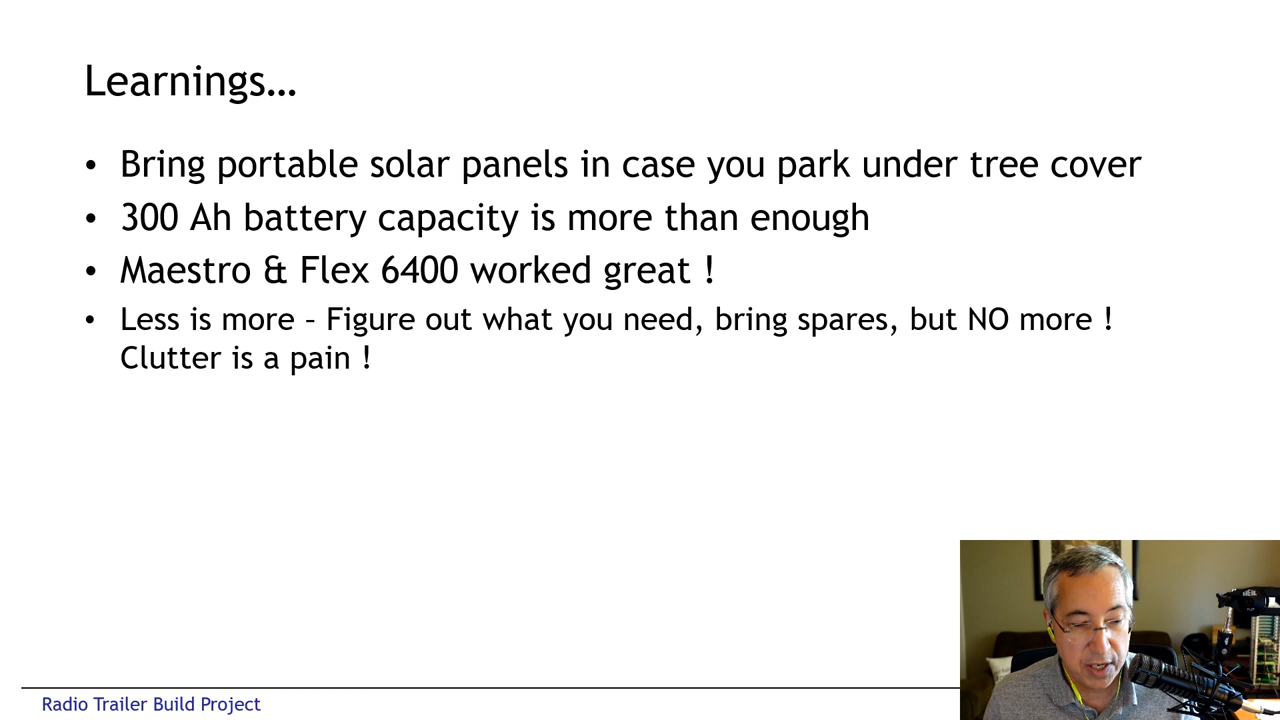 Learnings…
• Bring portable solar panels in case you park under tree cover
• 300 Ah battery capacity is more than enough
• Maestro & Flex 6400 worked great !
• Less is more – Figure out what you need, bring spares, but NO more !
Clutter is a pain !
Radio Trailer Build Project